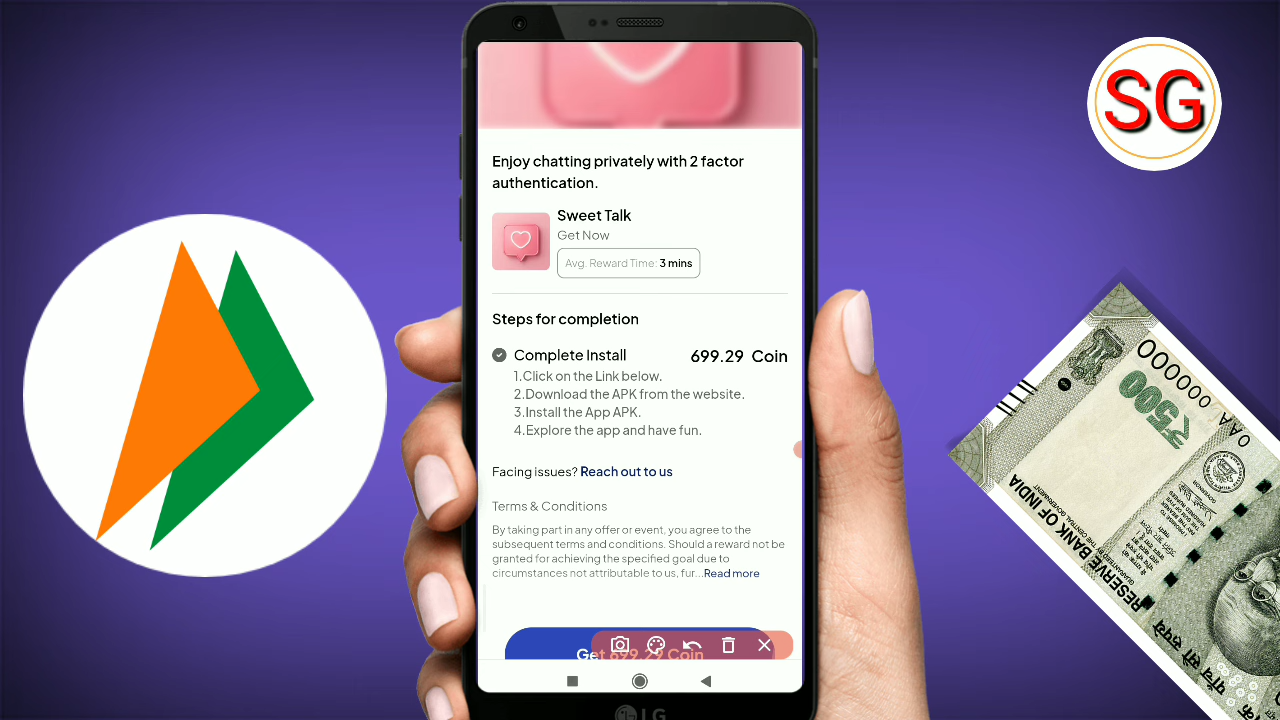 Enjoy chatting privately with 2 factor
authentication.
Sweet Talk
Get Now
Avg. Reward Time: 3 mins
Steps for completion
Complete Install 699.29 Coin
1.Click on the Link below.
2.Download the APK from the website.
3.Install the App APK.
4.Explore the app and have fun.
Facing issues? Reach out to us
Terms & Conditions
By taking part in any offer or event, you agree to the
subsequent terms and conditions. Should a reward not be
granted for achieving the specified goal due to
circumstances not attributable to us, fur...Read more
Get 699.29 Coin
LG
SG
0AA 000000
₹500
RESERVE BANK OF INDIA